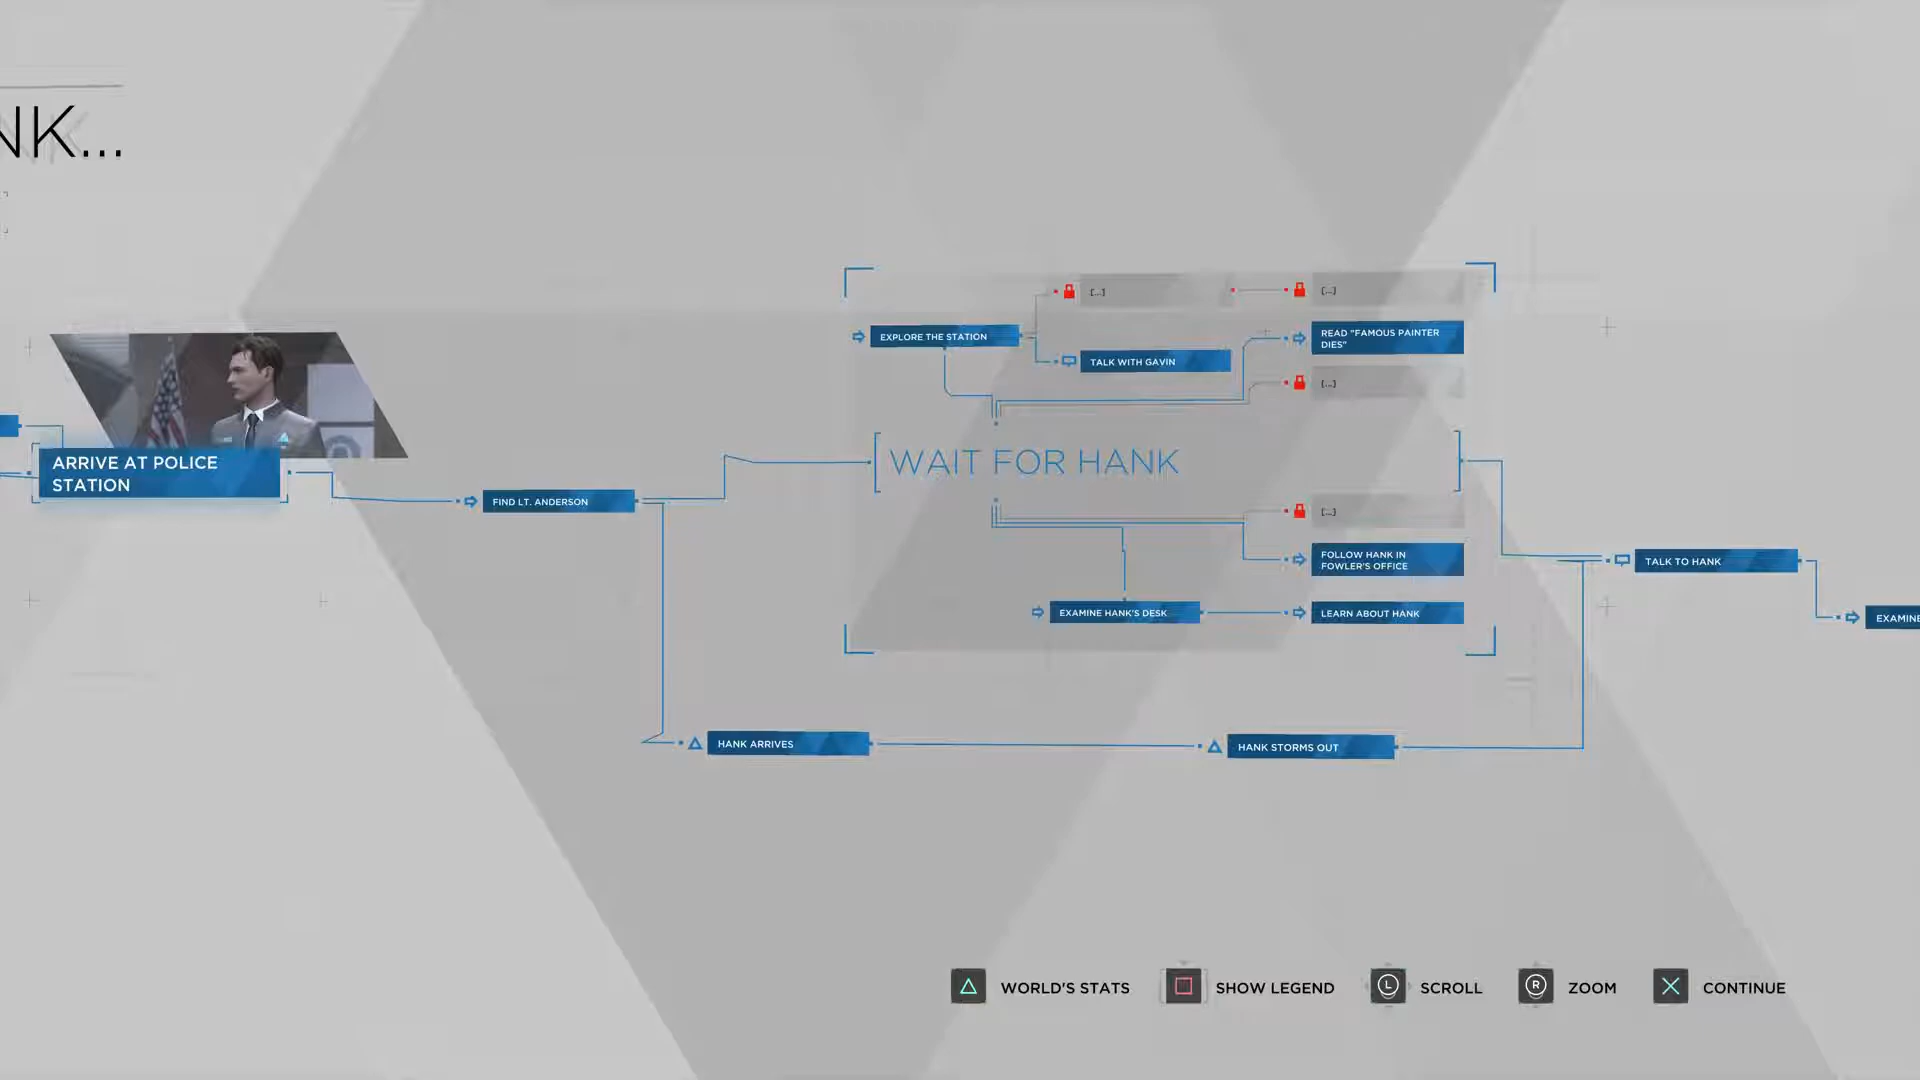 NK...
[...]
[...]
EXPLORE THE STATION
READ "FAMOUS PAINTER
DIES"
TALK WITH GAVIN
[...]
ARRIVE AT POLICE
STATION
WAIT FOR HANK
FIND LT. ANDERSON
[...]
FOLLOW HANK IN
FOWLER'S OFFICE
TALK TO HANK
EXAMINE HANK'S DESK
LEARN ABOUT HANK
EXAMINE
HANK ARRIVES
HANK STORMS OUT
WORLD'S STATS
SHOW LEGEND
L
SCROLL
R
ZOOM
CONTINUE